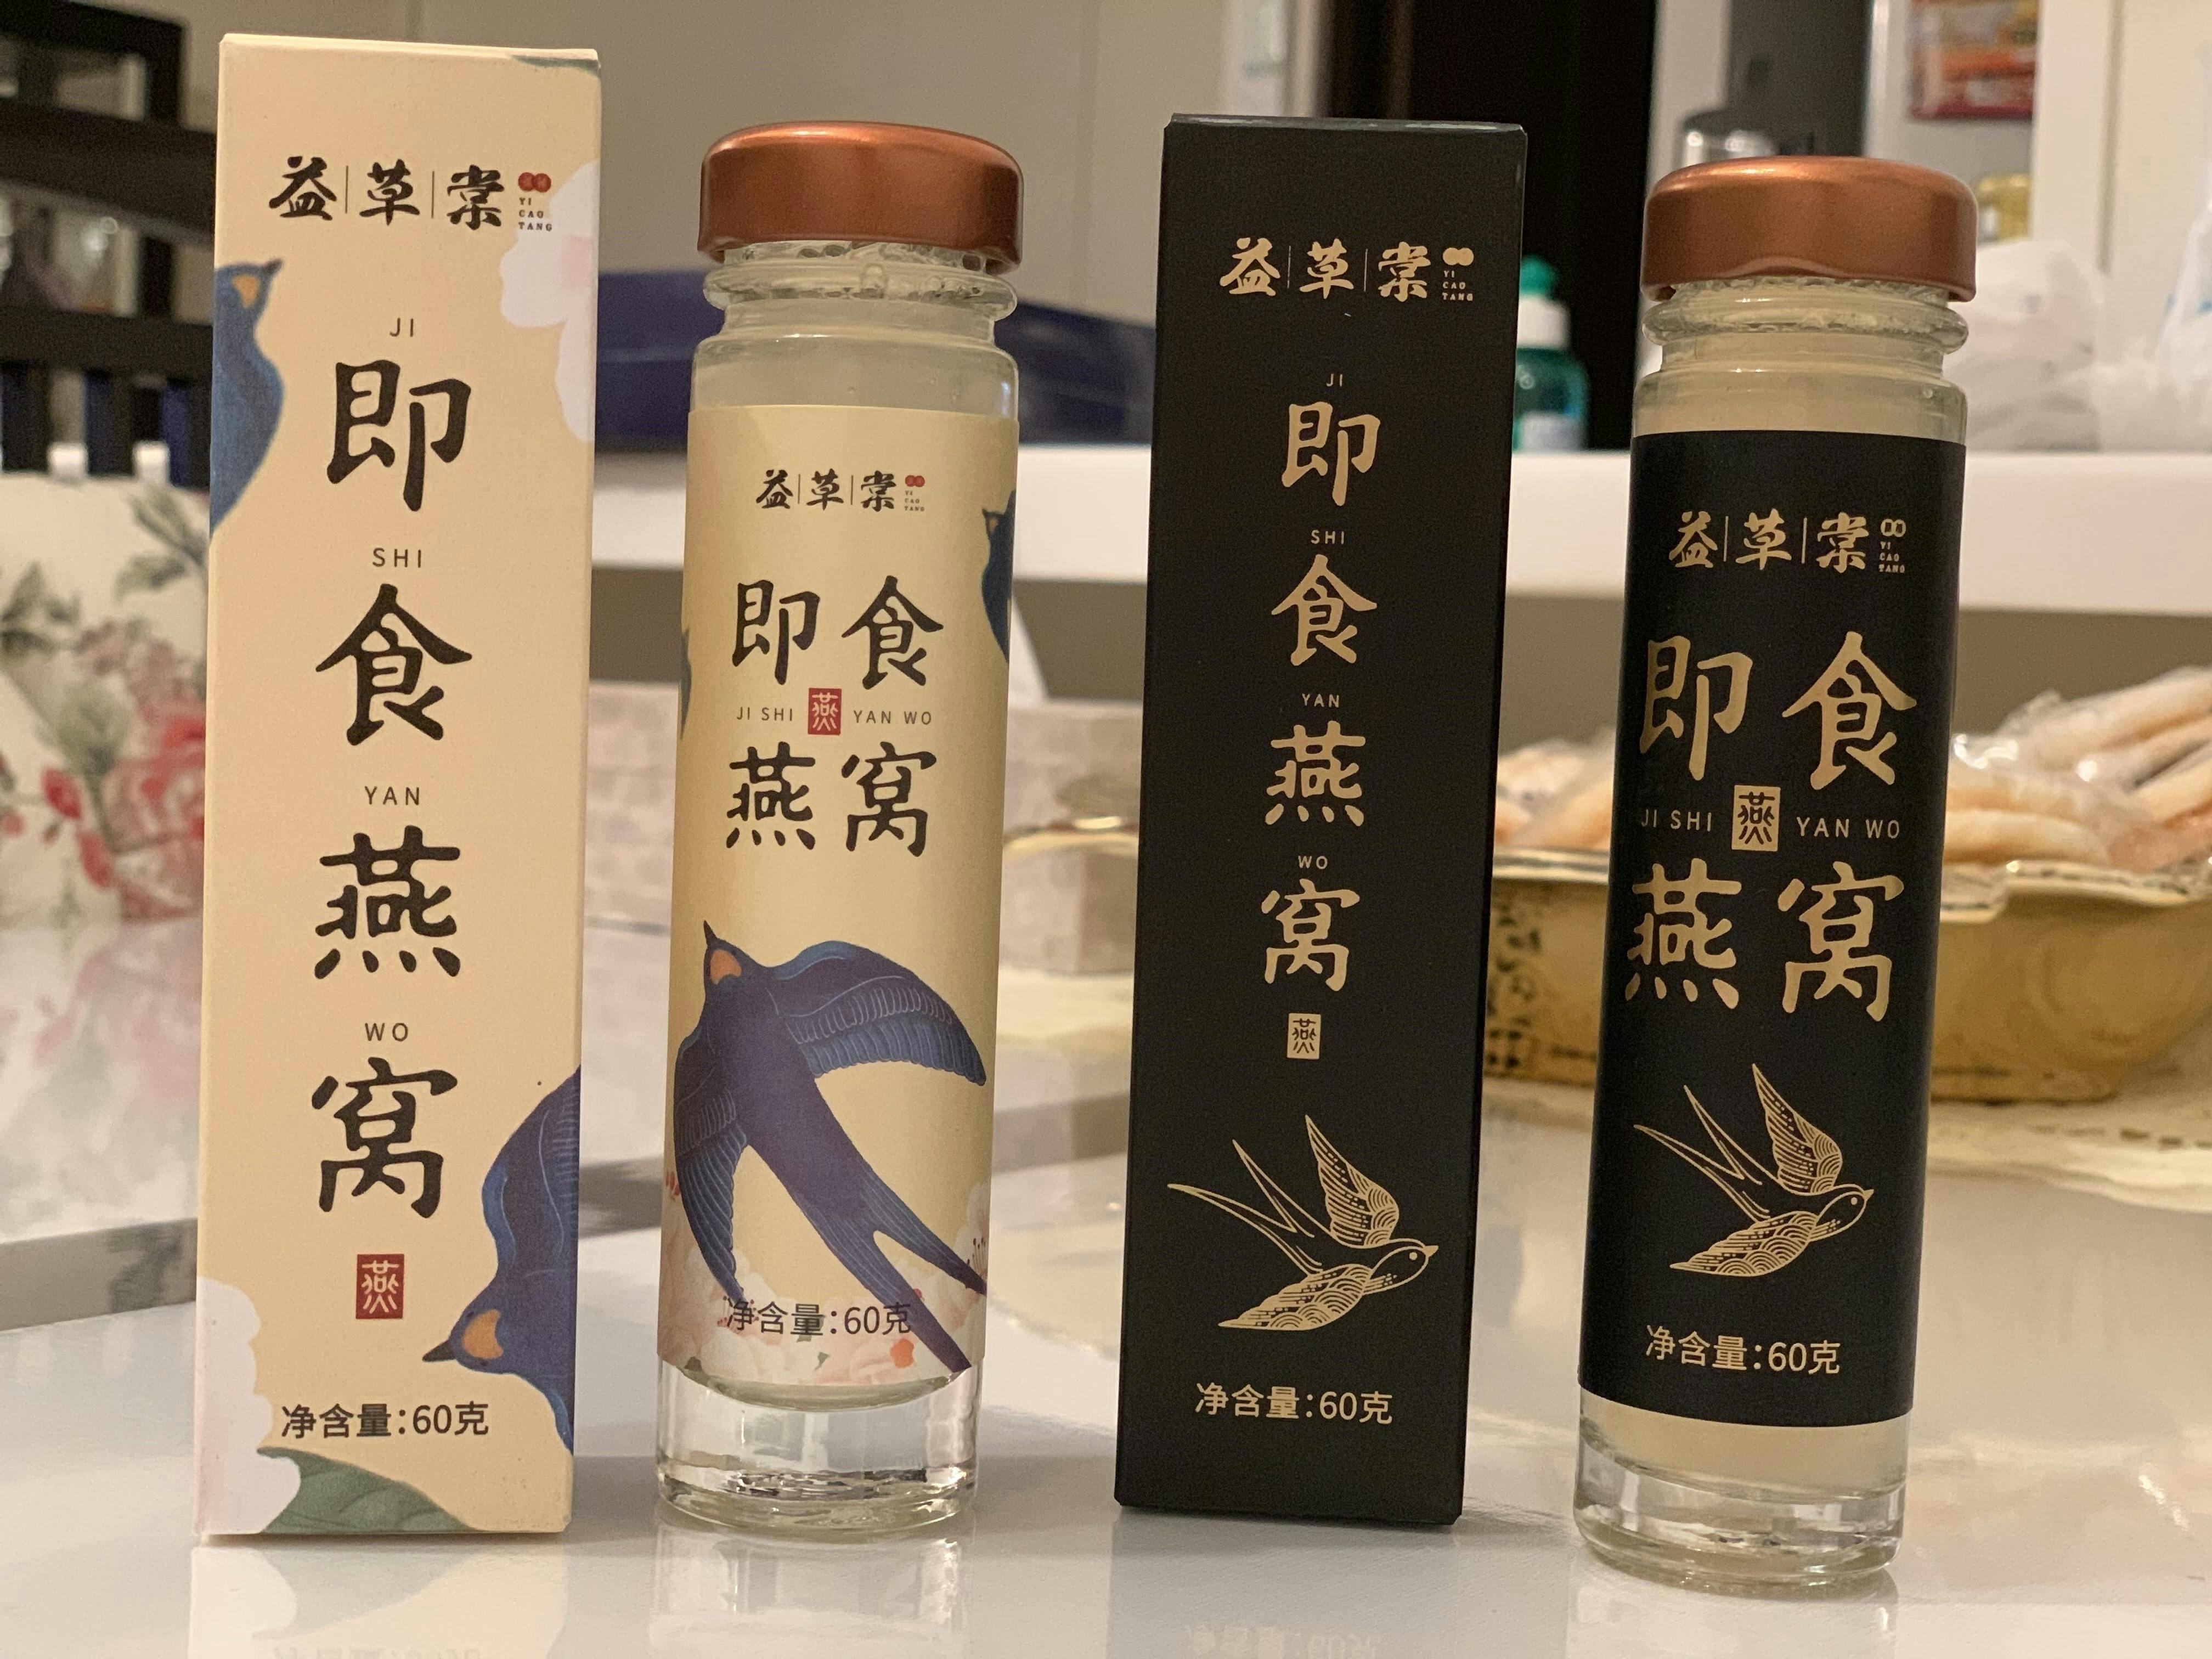 益|草|棠
YI
CAO
TANG
JI
即
SHI
食
YAN
燕
WO
窝
燕
净含量:60克
益|草|棠
YI
CAO
TANG
即食
JI SHI 燕 YAN WO
燕窝
净含量:60克
益|草|棠
YI
CAO
TANG
JI
即
SHI
食
YAN
燕
WO
窝
燕
净含量:60克
益|草|棠
YI
CAO
TANG
即食
JI SHI 燕 YAN WO
燕窝
净含量:60克